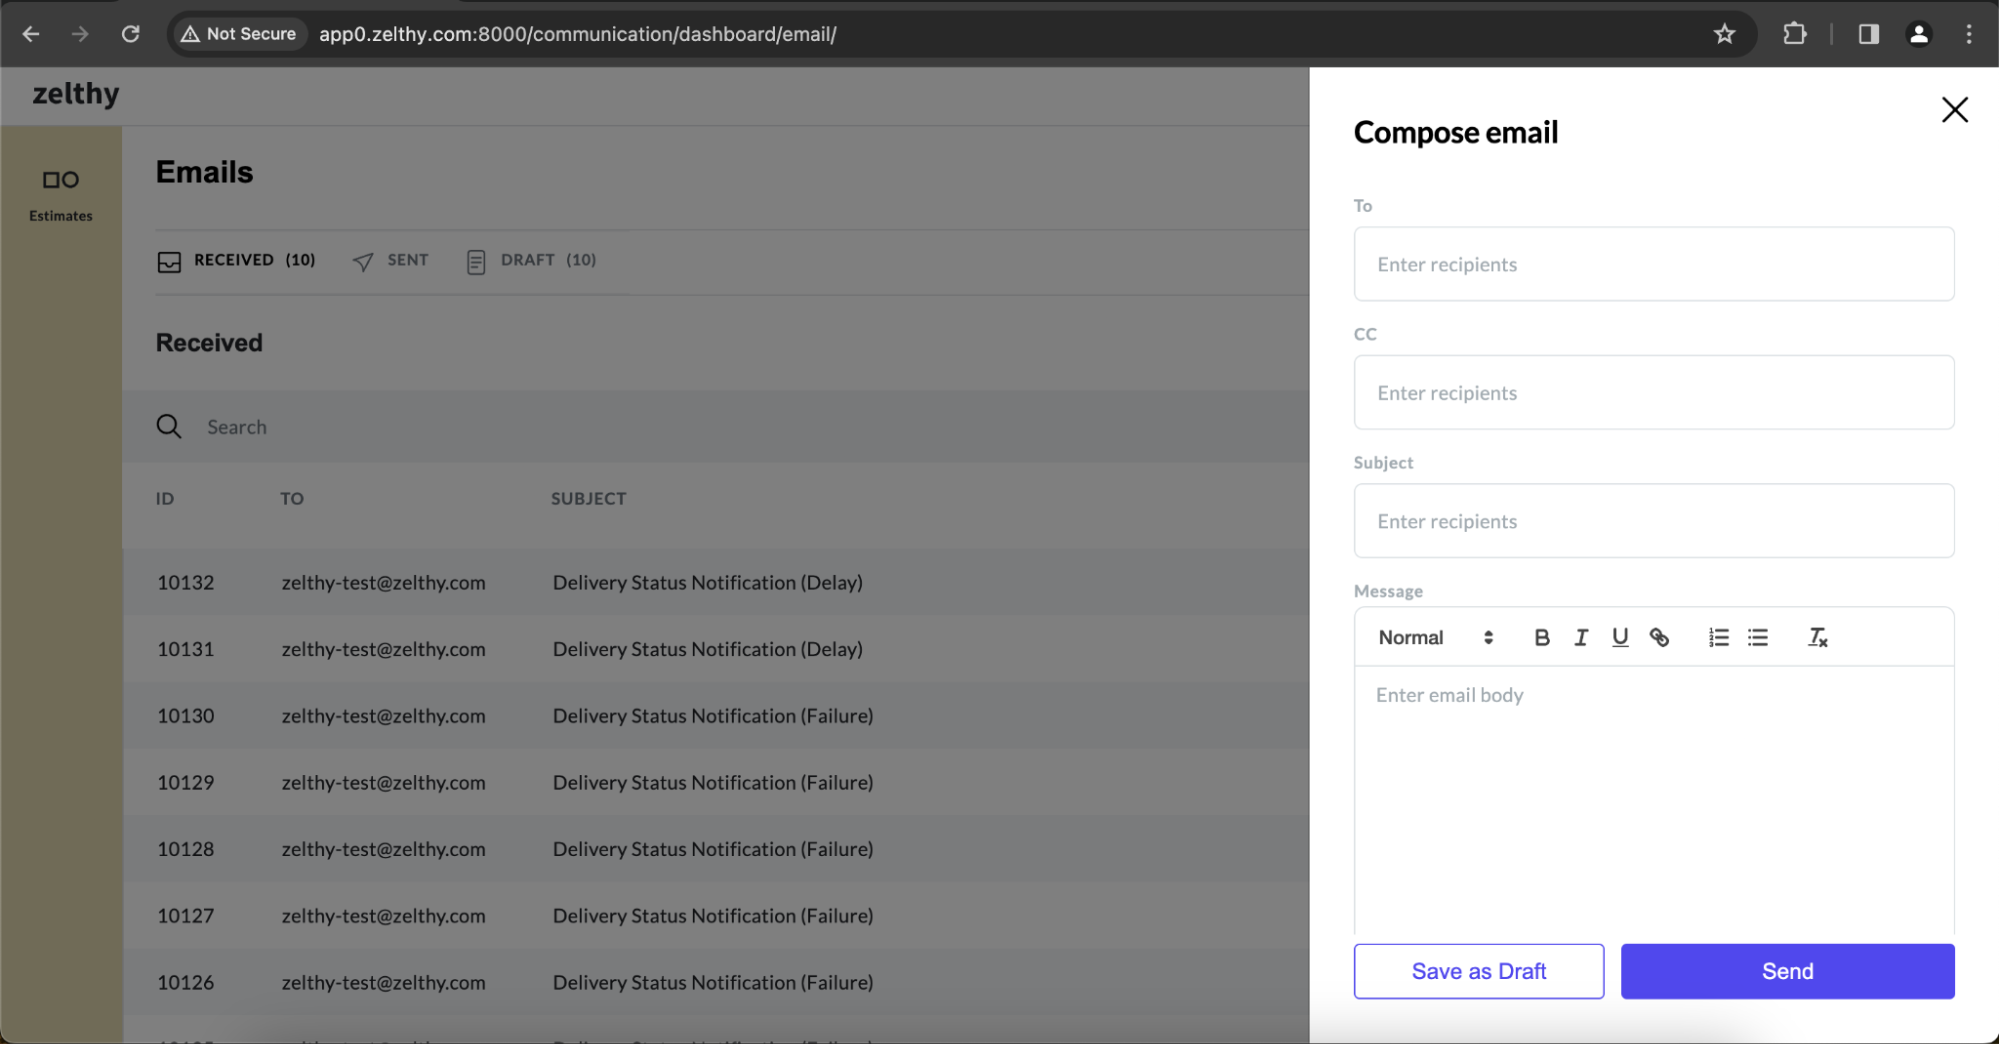 Not Secure app0.zelthy.com:8000/communication/dashboard/email/
zelthy
Estimates
Emails
RECEIVED (10) SENT DRAFT (10)
Received
Search
ID TO SUBJECT
10132 zelthy-test@zelthy.com Delivery Status Notification (Delay)
10131 zelthy-test@zelthy.com Delivery Status Notification (Delay)
10130 zelthy-test@zelthy.com Delivery Status Notification (Failure)
10129 zelthy-test@zelthy.com Delivery Status Notification (Failure)
10128 zelthy-test@zelthy.com Delivery Status Notification (Failure)
10127 zelthy-test@zelthy.com Delivery Status Notification (Failure)
10126 zelthy-test@zelthy.com Delivery Status Notification (Failure)
Compose email
To
Enter recipients
CC
Enter recipients
Subject
Enter recipients
Message
Normal B I U
Enter email body
Save as Draft Send